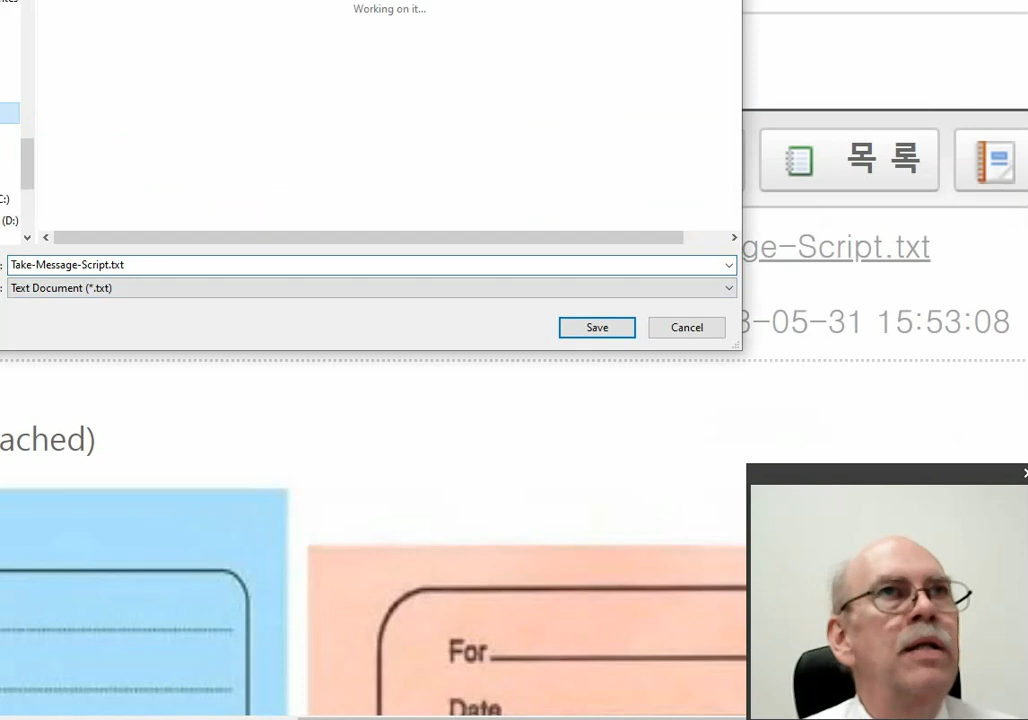 Working on it...
(D:)
Take-Message-Script.txt
Text Document (*.txt)
Save
Cancel
목 록
ge-Script.txt
-05-31 15:53:08
ached)
For
Date